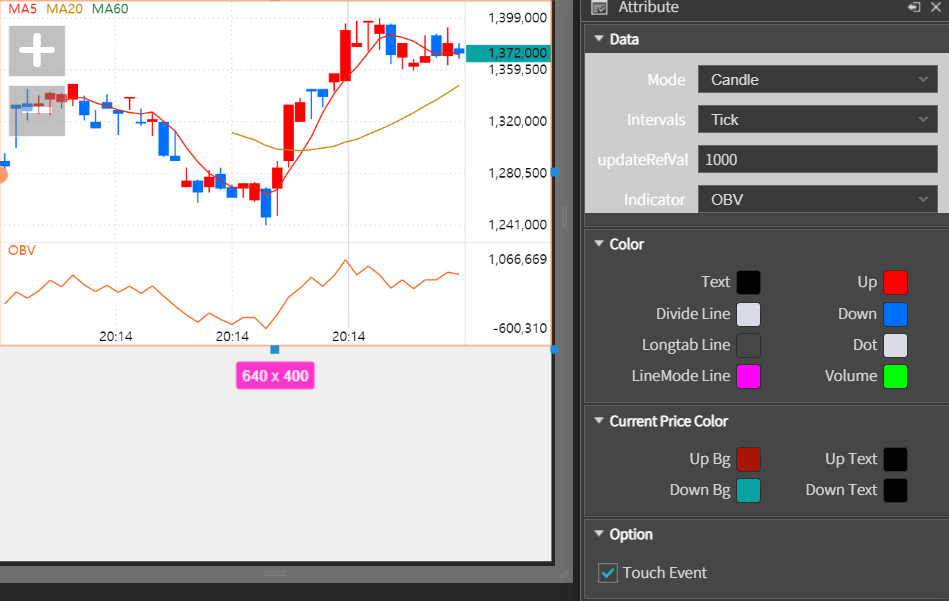 MA5 MA20 MA60
1,399,000
1,372,000
1,359,500
1,320,000
1,280,500
1,241,000
OBV
1,066,669
-600,310
20:14 20:14 20:14
640 x 400
Attribute
Data
Mode Candle
Intervals Tick
updateRefVal 1000
Indicator OBV
Color
Text Up
Divide Line Down
Longtab Line Dot
LineMode Line Volume
Current Price Color
Up Bg Up Text
Down Bg Down Text
Option
Touch Event